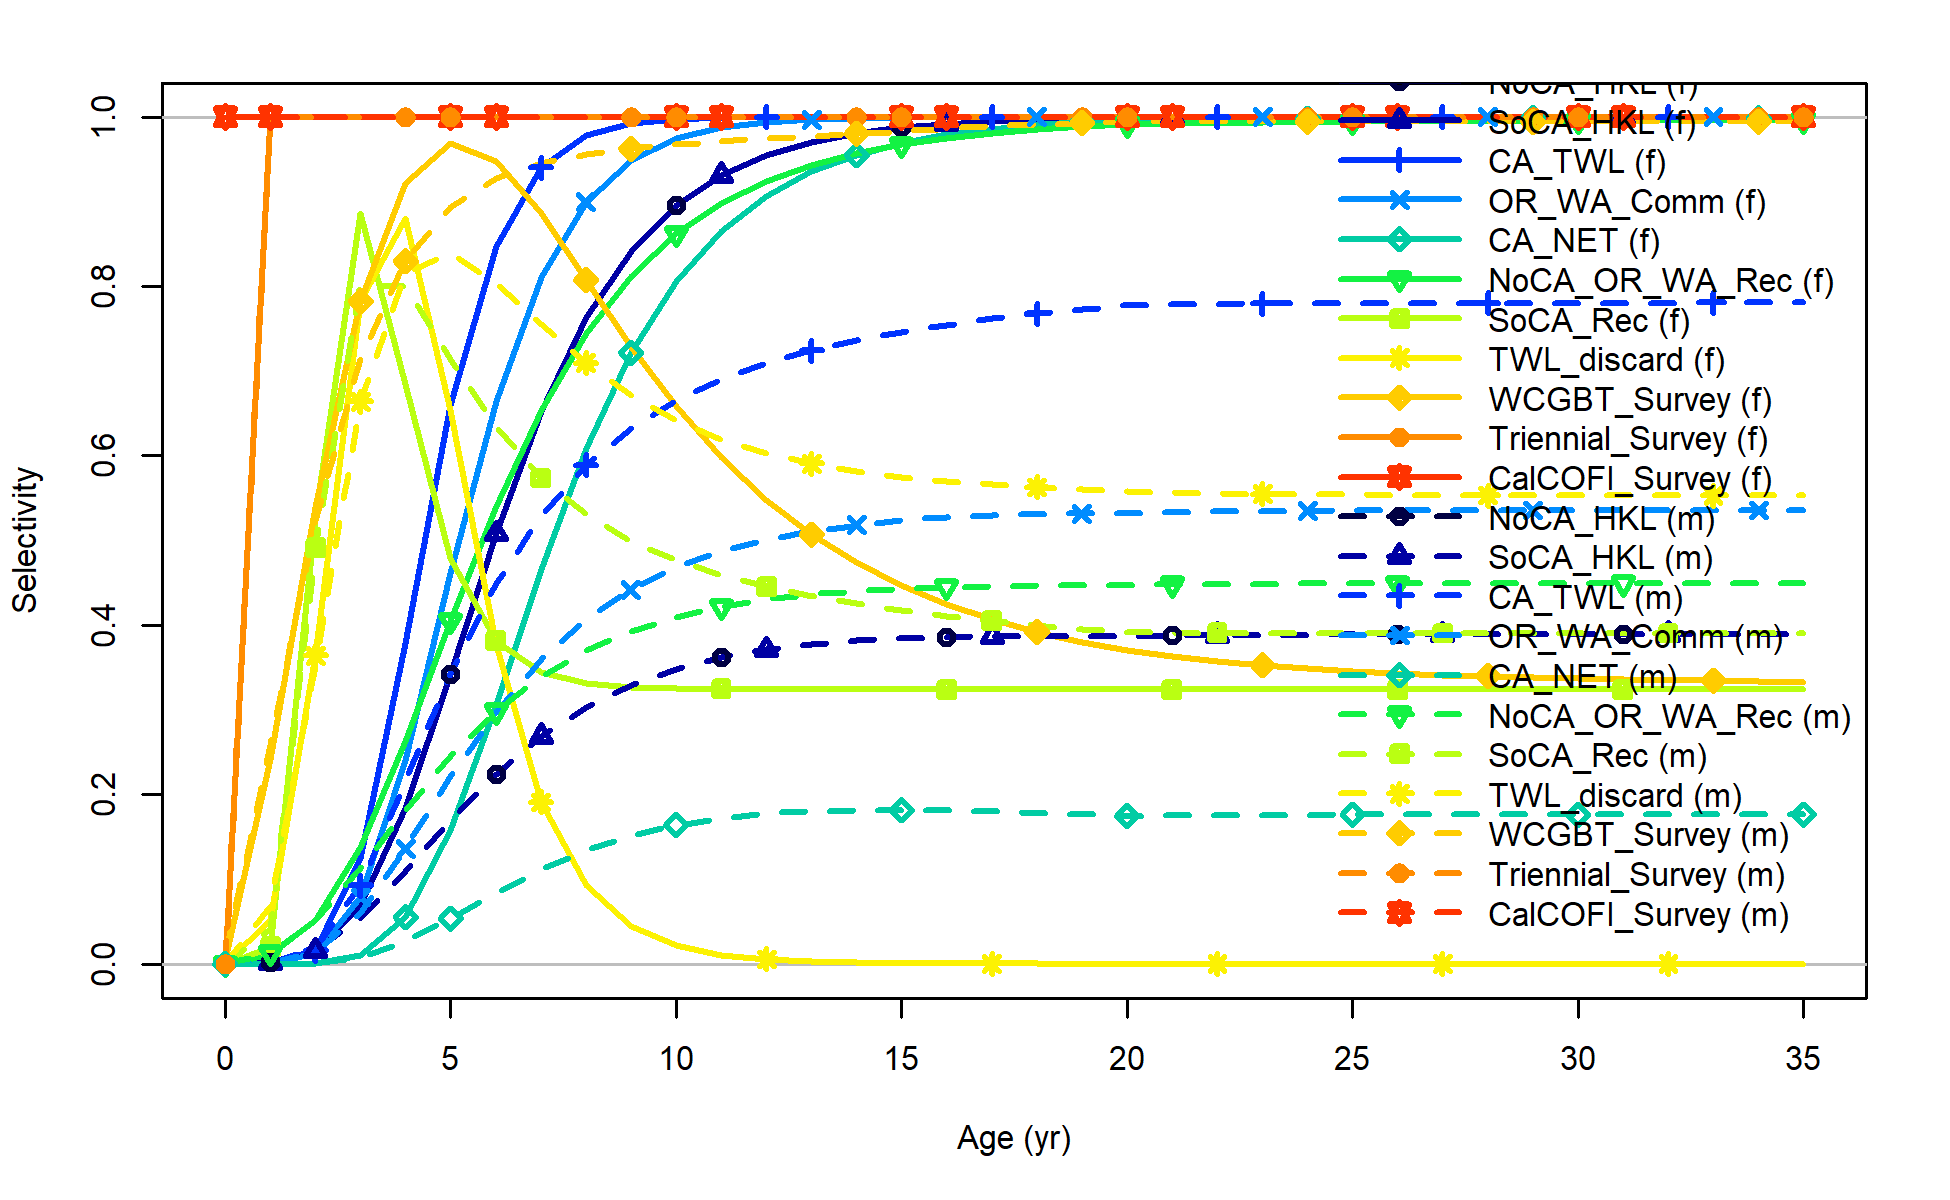 NoCA_HKL (f)
SoCA_HKL (f)
CA_TWL (f)
OR_WA_Comm (f)
CA_NET (f)
NoCA_OR_WA_Rec (f)
SoCA_Rec (f)
TWL_discard (f)
WCGBT_Survey (f)
Triennial_Survey (f)
CalCOFI_Survey (f)
NoCA_HKL (m)
SoCA_HKL (m)
CA_TWL (m)
OR_WA_Comm (m)
CA_NET (m)
NoCA_OR_WA_Rec (m)
SoCA_Rec (m)
TWL_discard (m)
WCGBT_Survey (m)
Triennial_Survey (m)
CalCOFI_Survey (m)
1.0
0.8
0.6
0.4
0.2
0.0
Selectivity
0 5 10 15 20 25 30 35
Age (yr)